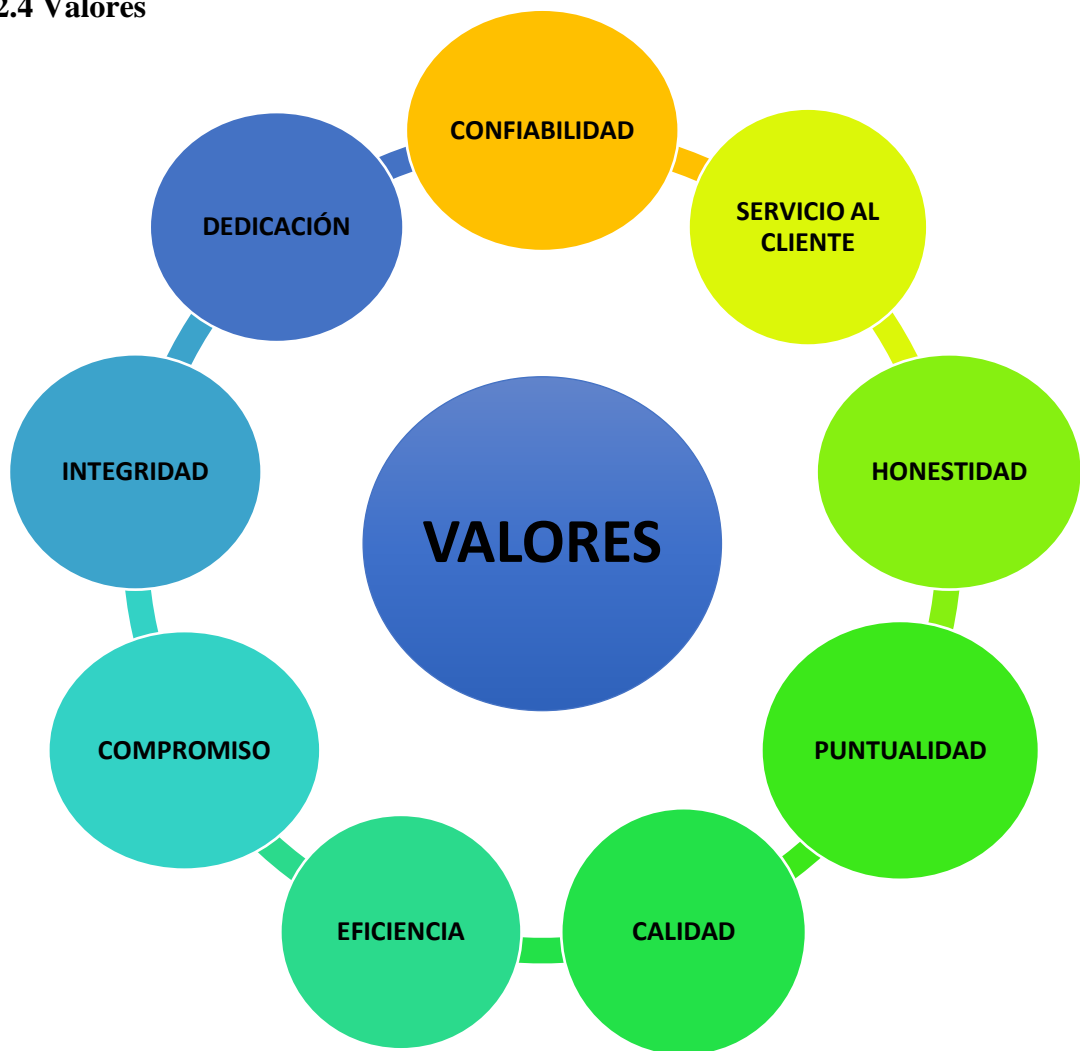 2.4 Valores
CONFIABILIDAD
SERVICIO AL
CLIENTE
HONESTIDAD
PUNTUALIDAD
CALIDAD
EFICIENCIA
COMPROMISO
INTEGRIDAD
DEDICACIÓN
VALORES